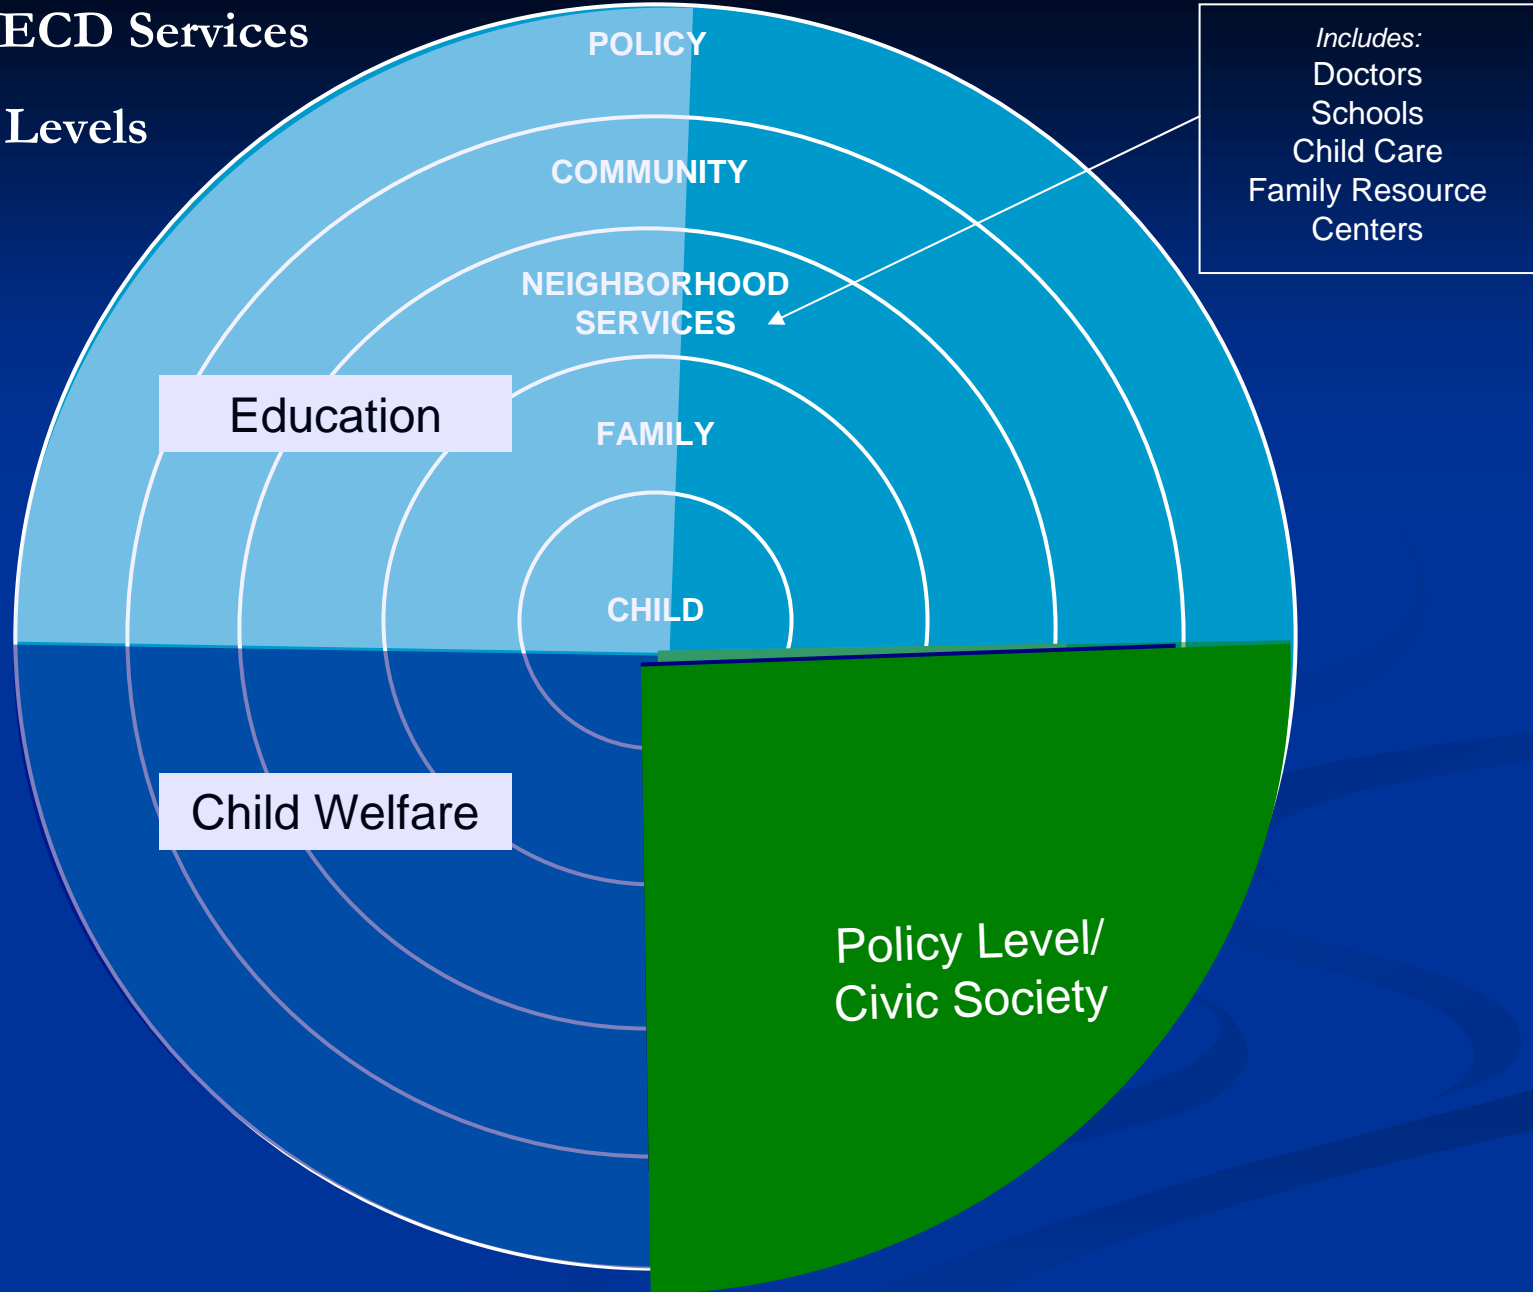 ECD Services
Levels
POLICY
COMMUNITY
NEIGHBORHOOD
SERVICES
FAMILY
CHILD
Includes:
Doctors
Schools
Child Care
Family Resource
Centers
Education
Child Welfare
Policy Level/
Civic Society